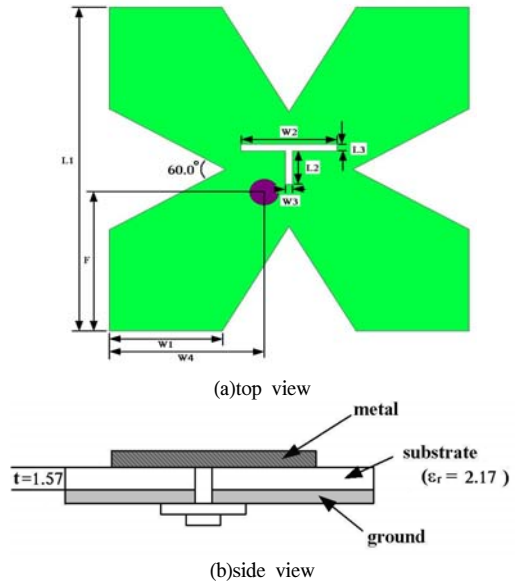 W2
L3
L1
L2
60.0°
W3
F
W1
W4
(a)top view
metal
substrate
t=1.57
(εr = 2.17 )
ground
(b)side view